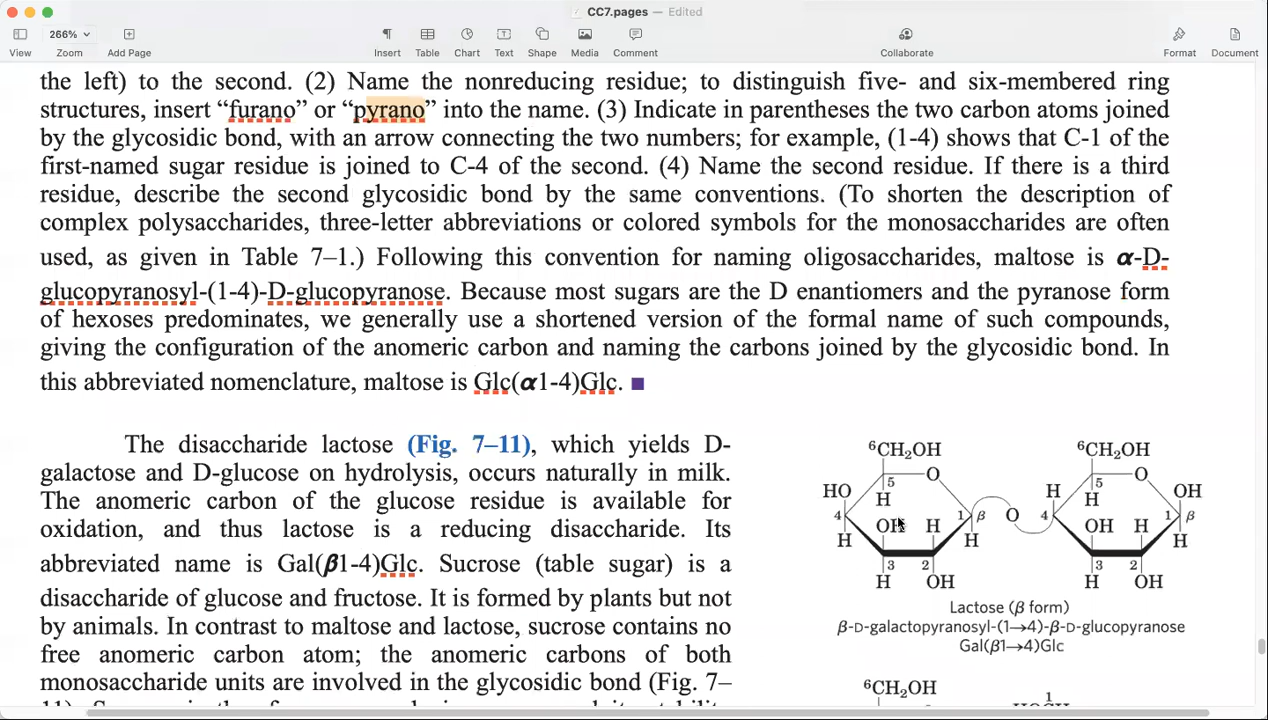 CC7.pages — Edited
266%
View
Zoom
Add Page
Insert
Table
Chart
Text
Shape
Media
Comment
Collaborate
Format
Document
the left) to the second. (2) Name the nonreducing residue; to distinguish five- and six-membered ring
structures, insert “furano” or “pyrano” into the name. (3) Indicate in parentheses the two carbon atoms joined
by the glycosidic bond, with an arrow connecting the two numbers; for example, (1-4) shows that C-1 of the
first-named sugar residue is joined to C-4 of the second. (4) Name the second residue. If there is a third
residue, describe the second glycosidic bond by the same conventions. (To shorten the description of
complex polysaccharides, three-letter abbreviations or colored symbols for the monosaccharides are often
used, as given in Table 7–1.) Following this convention for naming oligosaccharides, maltose is α-D-
glucopyranosyl-(1-4)-D-glucopyranose. Because most sugars are the D enantiomers and the pyranose form
of hexoses predominates, we generally use a shortened version of the formal name of such compounds,
giving the configuration of the anomeric carbon and naming the carbons joined by the glycosidic bond. In
this abbreviated nomenclature, maltose is Glc(α1-4)Glc. ■
The disaccharide lactose (Fig. 7–11), which yields D-
galactose and D-glucose on hydrolysis, occurs naturally in milk.
The anomeric carbon of the glucose residue is available for
oxidation, and thus lactose is a reducing disaccharide. Its
abbreviated name is Gal(β1-4)Glc. Sucrose (table sugar) is a
disaccharide of glucose and fructose. It is formed by plants but not
by animals. In contrast to maltose and lactose, sucrose contains no
free anomeric carbon atom; the anomeric carbons of both
monosaccharide units are involved in the glycosidic bond (Fig. 7–
⁶CH₂OH ⁶CH₂OH
5 O 5 O
HO H H H OH
4 1 β O 4 1 β
H OH H H OH H H
3 2 3 2
H OH H OH
Lactose (β form)
β-D-galactopyranosyl-(1→4)-β-D-glucopyranose
Gal(β1→4)Glc
⁶CH₂OH 1